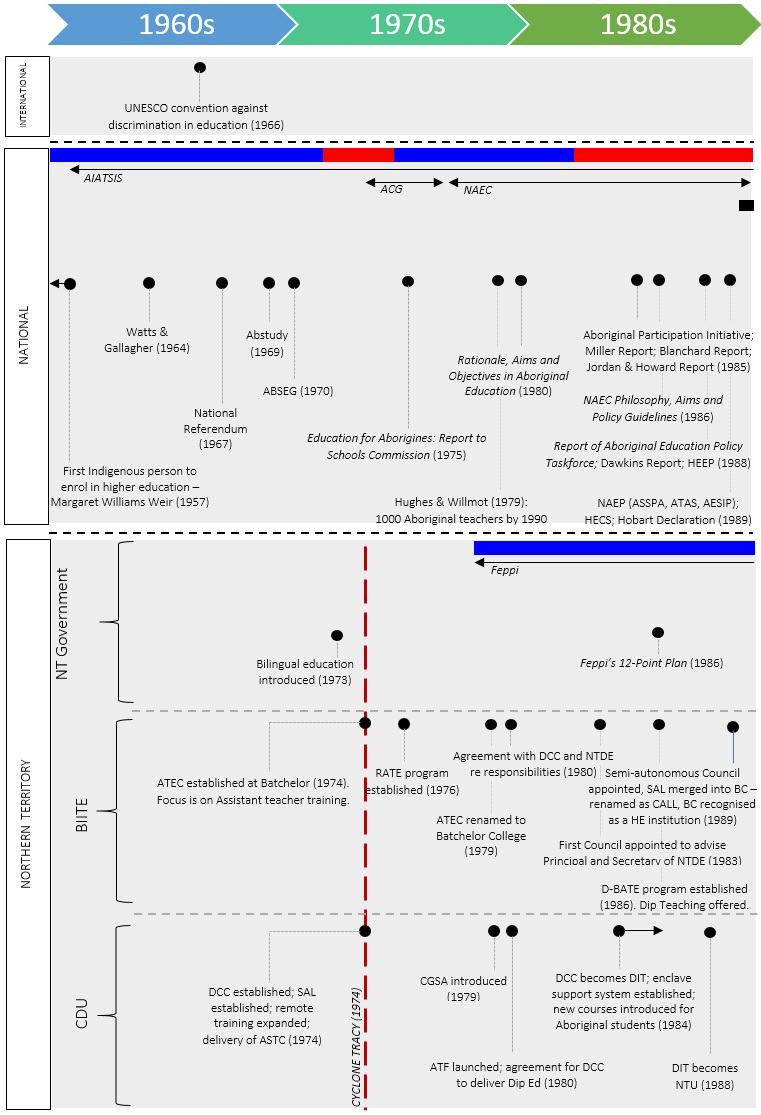 1960s
1970s
1980s
INTERNATIONAL
UNESCO convention against
discrimination in education (1966)
NATIONAL
AIATSIS
ACG
NAEC
Watts &
Gallagher (1964)
Abstudy
(1969)
ABSEG (1970)
National
Referendum
(1967)
First Indigenous person to
enrol in higher education –
Margaret Williams Weir (1957)
Education for Aborigines: Report to
Schools Commission (1975)
Rationale, Aims and
Objectives in Aboriginal
Education (1980)
Hughes & Willmot (1979):
1000 Aboriginal teachers by 1990
Aboriginal Participation Initiative;
Miller Report; Blanchard Report;
Jordan & Howard Report (1985)
NAEC Philosophy, Aims and
Policy Guidelines (1986)
Report of Aboriginal Education Policy
Taskforce; Dawkins Report; HEEP (1988)
NAEP (ASSPA, ATAS, AESIP);
HECS; Hobart Declaration (1989)
NORTHERN TERRITORY
NT Government
Feppi
Bilingual education
introduced (1973)
Feppi's 12-Point Plan (1986)
BIITE
ATEC established at Batchelor (1974).
Focus is on Assistant teacher training.
RATE program
established (1976)
Agreement with DCC and NTDE
re responsibilities (1980)
ATEC renamed to
Batchelor College
(1979)
Semi-autonomous Council
appointed, SAL merged into BC –
renamed as CALL, BC recognised
as a HE institution (1989)
First Council appointed to advise
Principal and Secretary of NTDE (1983)
D-BATE program established
(1986). Dip Teaching offered.
CDU
DCC established; SAL
established; remote
training expanded;
delivery of ASTC (1974)
CYCLONE TRACY (1974)
CGSA introduced
(1979)
ATF launched; agreement for DCC
to deliver Dip Ed (1980)
DCC becomes DIT; enclave
support system established;
new courses introduced for
Aboriginal students (1984)
DIT becomes
NTU (1988)